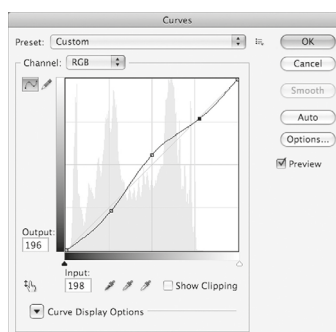 Curves
Preset: Custom
OK
Channel: RGB
Cancel
Smooth
Auto
Options...
Preview
Output:
196
Input:
198
Show Clipping
Curve Display Options